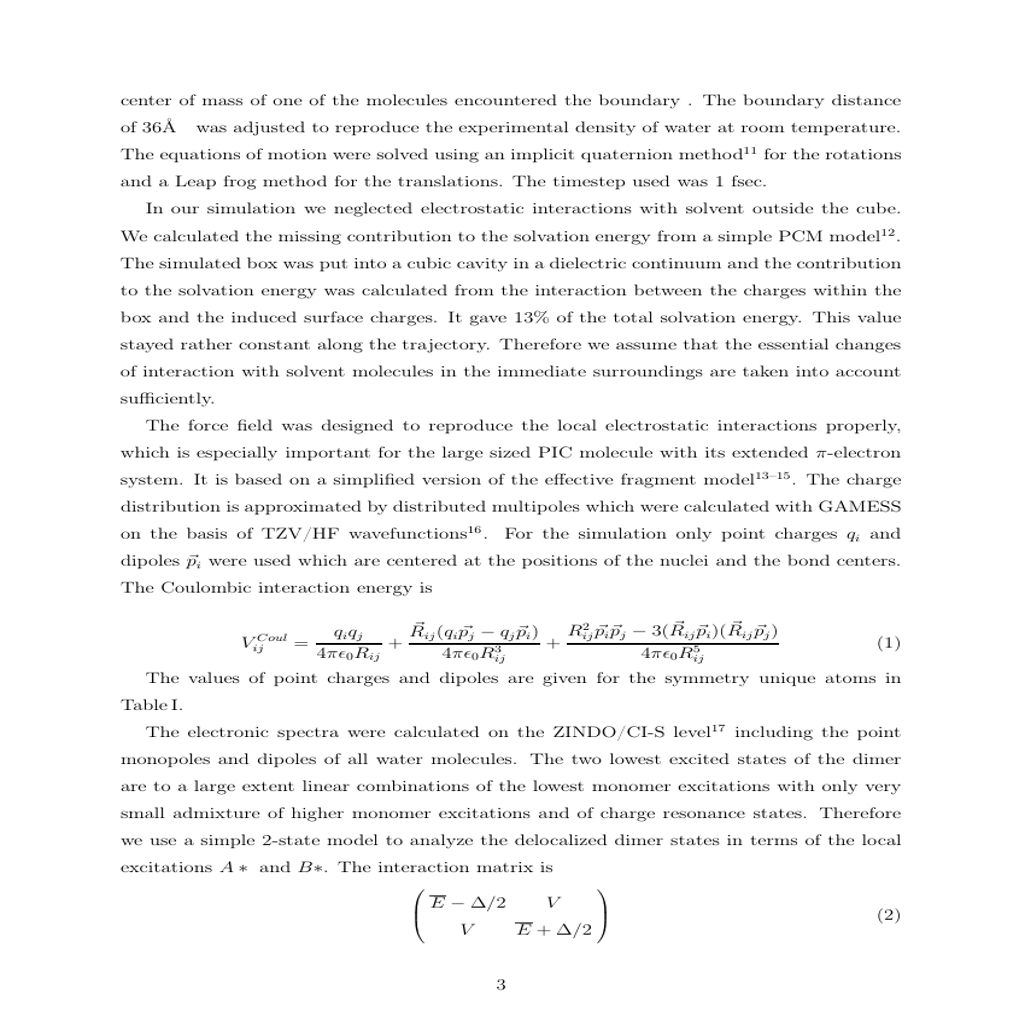 center of mass of one of the molecules encountered the boundary . The boundary distance
of 36Å was adjusted to reproduce the experimental density of water at room temperature.
The equations of motion were solved using an implicit quaternion method¹¹ for the rotations
and a Leap frog method for the translations. The timestep used was 1 fsec.
In our simulation we neglected electrostatic interactions with solvent outside the cube.
We calculated the missing contribution to the solvation energy from a simple PCM model¹².
The simulated box was put into a cubic cavity in a dielectric continuum and the contribution
to the solvation energy was calculated from the interaction between the charges within the
box and the induced surface charges. It gave 13% of the total solvation energy. This value
stayed rather constant along the trajectory. Therefore we assume that the essential changes
of interaction with solvent molecules in the immediate surroundings are taken into account
sufficiently.
The force field was designed to reproduce the local electrostatic interactions properly,
which is especially important for the large sized PIC molecule with its extended π-electron
system. It is based on a simplified version of the effective fragment model¹³⁻¹⁵. The charge
distribution is approximated by distributed multipoles which were calculated with GAMESS
on the basis of TZV/HF wavefunctions¹⁶. For the simulation only point charges $q_i$ and
dipoles $\vec{p}_i$ were used which are centered at the positions of the nuclei and the bond centers.
The Coulombic interaction energy is
$V_{ij}^{Coul} = \frac{q_i q_j}{4\pi\epsilon_0 R_{ij}} + \frac{\vec{R}_{ij}(q_i\vec{p_j} - q_j\vec{p}_i)}{4\pi\epsilon_0 R_{ij}^3} + \frac{R_{ij}^2\vec{p}_i\vec{p}_j - 3(\vec{R}_{ij}\vec{p}_i)(\vec{R}_{ij}\vec{p_j})}{4\pi\epsilon_0 R_{ij}^5}$ (1)
The values of point charges and dipoles are given for the symmetry unique atoms in
Table I.
The electronic spectra were calculated on the ZINDO/CI-S level¹⁷ including the point
monopoles and dipoles of all water molecules. The two lowest excited states of the dimer
are to a large extent linear combinations of the lowest monomer excitations with only very
small admixture of higher monomer excitations and of charge resonance states. Therefore
we use a simple 2-state model to analyze the delocalized dimer states in terms of the local
excitations $A*$ and $B*$. The interaction matrix is
$\begin{pmatrix} \overline{E} - \Delta/2 & V \\ V & \overline{E} + \Delta/2 \end{pmatrix}$ (2)
3